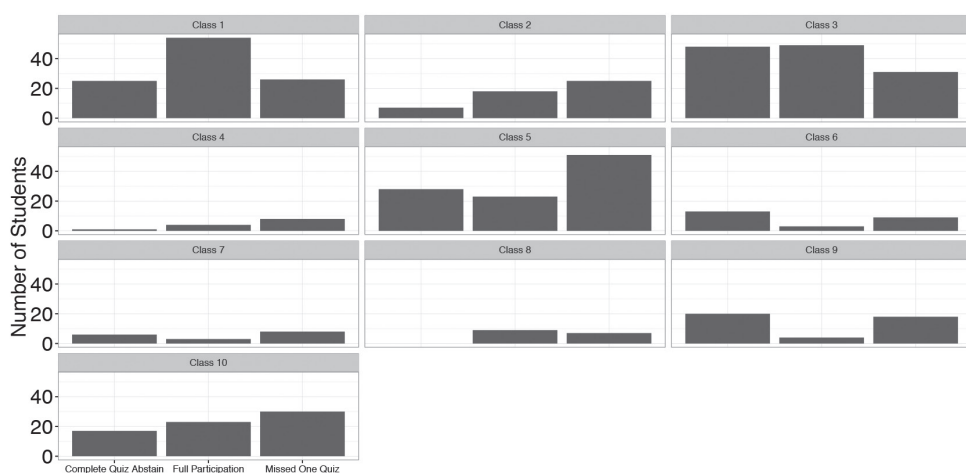 Class 1
Class 2
Class 3
40
20
0
Class 4
Class 5
Class 6
40
20
0
Class 7
Class 8
Class 9
40
20
0
Class 10
40
20
0
Number of Students
Complete Quiz Abstain
Full Participation
Missed One Quiz